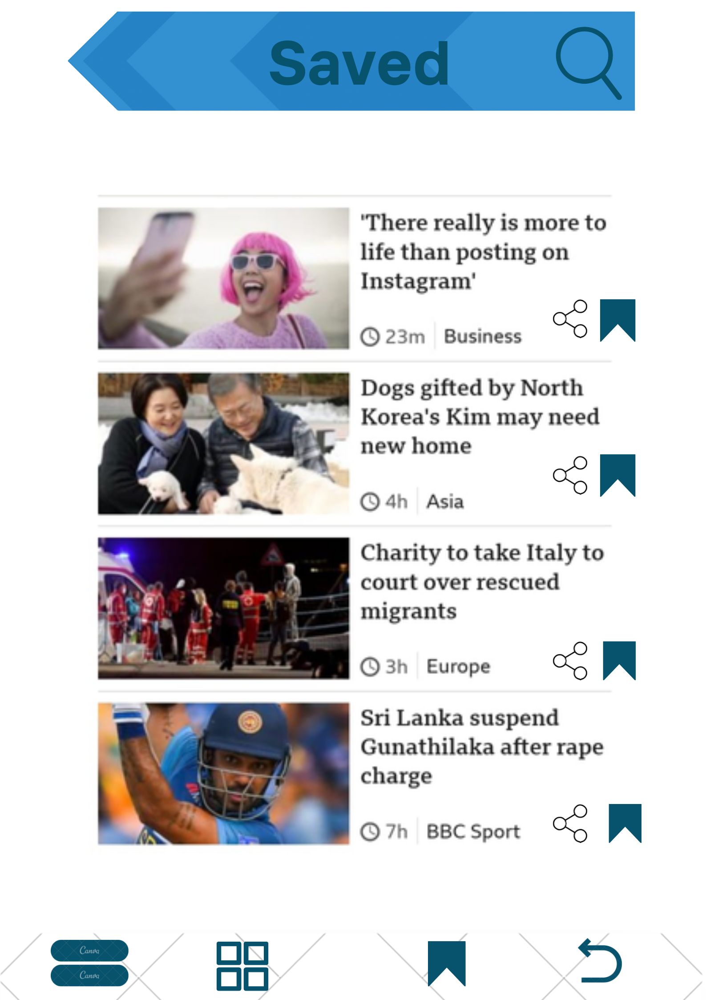 Saved
'There really is more to
life than posting on
Instagram'
23m Business
Dogs gifted by North
Korea's Kim may need
new home
4h Asia
Charity to take Italy to
court over rescued
migrants
3h Europe
Sri Lanka suspend
Gunathilaka after rape
charge
7h BBC Sport
Canva
Canva